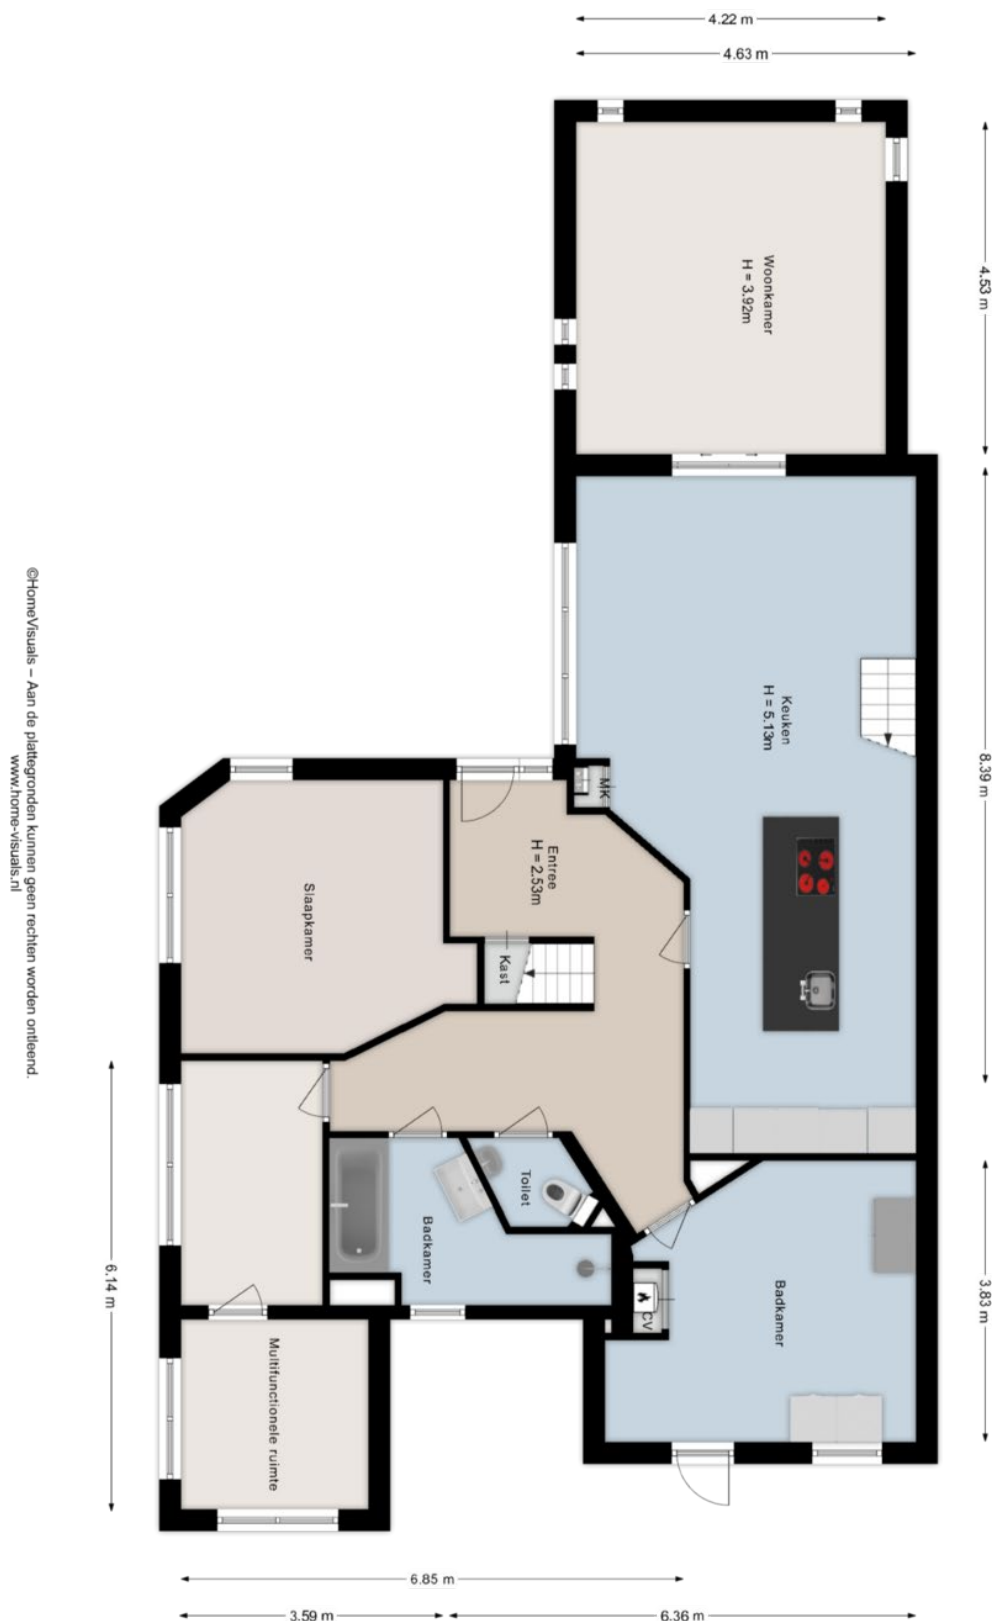 4.22 m
4.63 m
4.53 m
Woonkamer
H = 3.92m
Keuken
H = 5.13m
8.39 m
MK
Entree
H = 2.53m
Slaapkamer
Kast
Toilet
Badkamer
6.14 m
CV
Badkamer
3.83 m
Multifunctionele ruimte
6.85 m
3.59 m
6.36 m
©HomeVisuals – Aan de plattegronden kunnen geen rechten worden ontleend.
www.home-visuals.nl